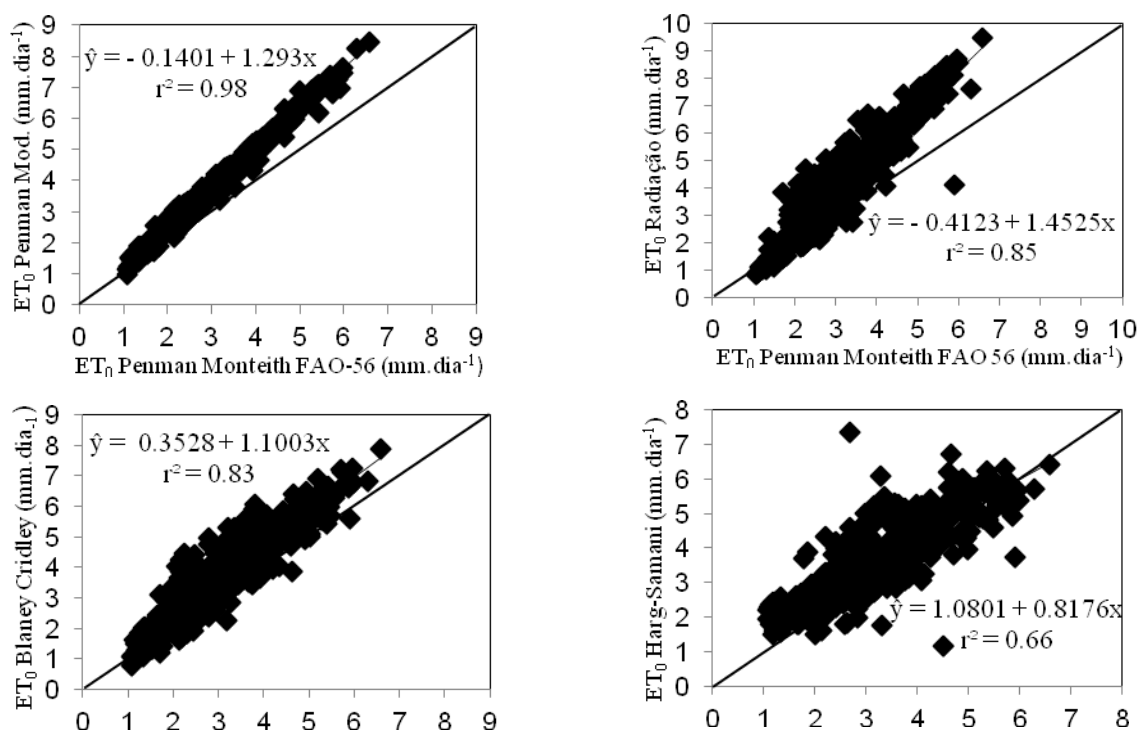 ŷ = - 0.1401 + 1.293x
r² = 0.98
ET₀ Penman Mod. (mm.dia⁻¹)
9
8
7
6
5
4
3
2
1
0
0 1 2 3 4 5 6 7 8 9
ET₀ Penman Monteith FAO-56 (mm.dia⁻¹)
ŷ = - 0.4123 + 1.4525x
r² = 0.85
ET₀ Radiação (mm.dia⁻¹)
10
9
8
7
6
5
4
3
2
1
0
0 1 2 3 4 5 6 7 8 9 10
ET₀ Penman Monteith FAO 56 (mm.dia⁻¹)
ŷ = 0.3528 + 1.1003x
r² = 0.83
ET₀ Blaney Cridley (mm.dia₋₁)
9
8
7
6
5
4
3
2
1
0
0 1 2 3 4 5 6 7 8 9
ŷ = 1.0801 + 0.8176x
r² = 0.66
ET₀ Harg-Samani (mm.dia⁻¹)
8
7
6
5
4
3
2
1
0
0 1 2 3 4 5 6 7 8